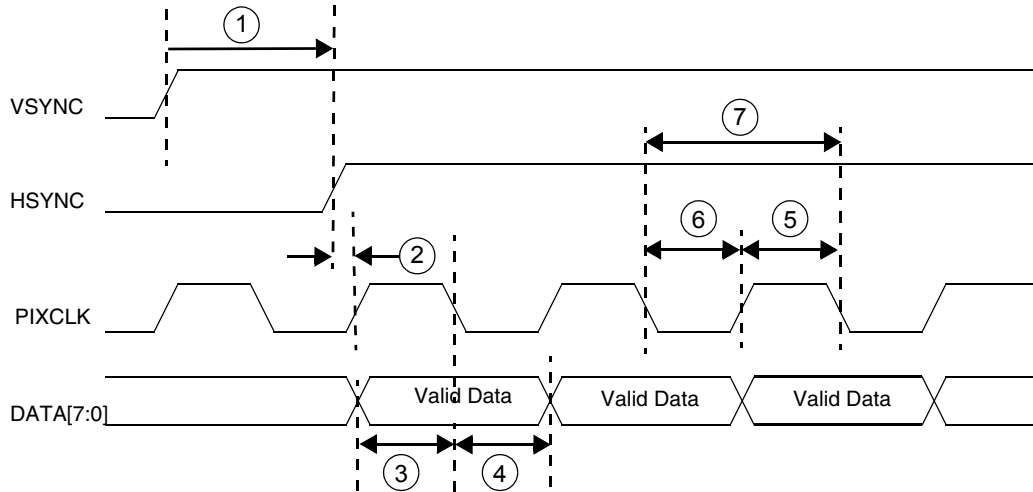 1
VSYNC
7
HSYNC
6
5
2
PIXCLK
Valid Data
Valid Data
Valid Data
DATA[7:0]
3
4